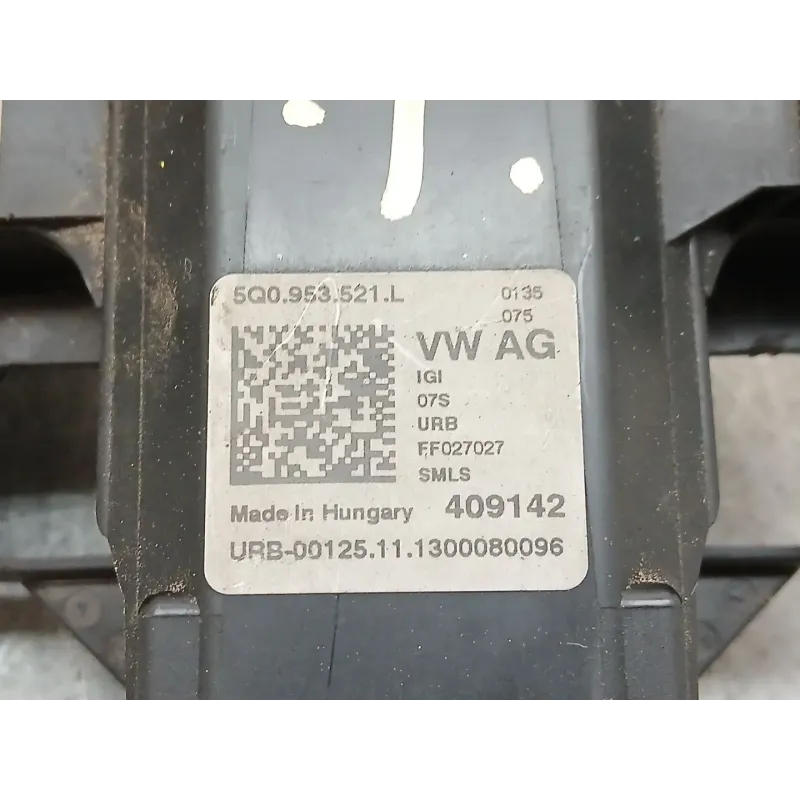 5Q0.953.521.L 0135
075
VW AG
IGI
07S
URB
FF027027
SMLS
Made In Hungary 409142
URB-00125.11.1300080096